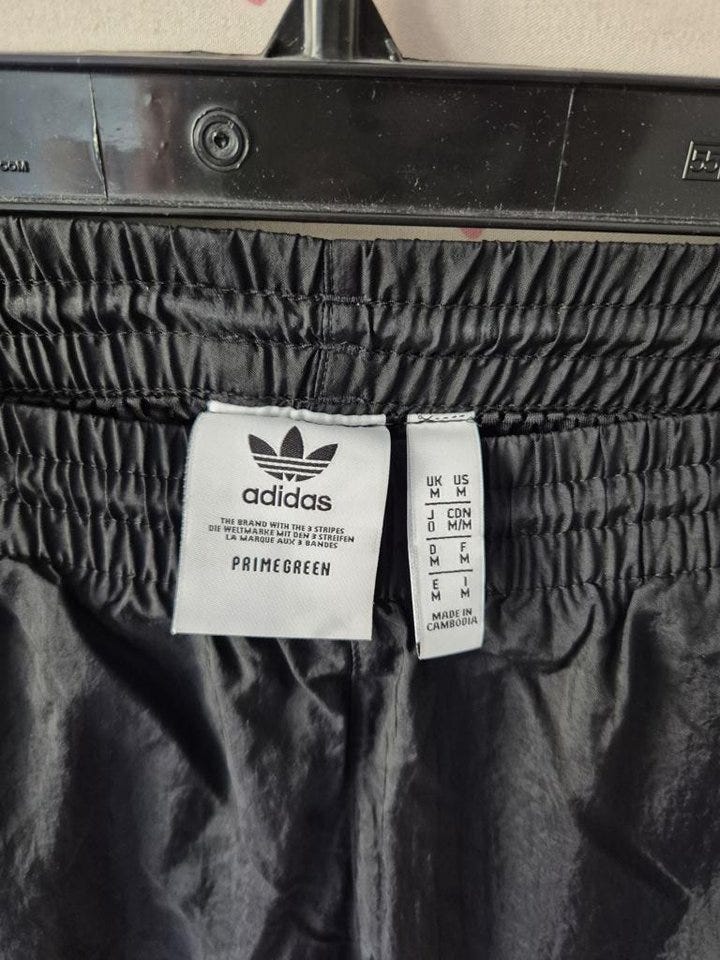 COM
55
adidas
THE BRAND WITH THE 3 STRIPES
DIE WELTMARKE MIT DEN 3 STREIFEN
LA MARQUE AUX 3 BANDES
PRIMEGREEN
UK US
M M
J CDN
O M/M
D F
M M
E I
M M
MADE IN
CAMBODIA